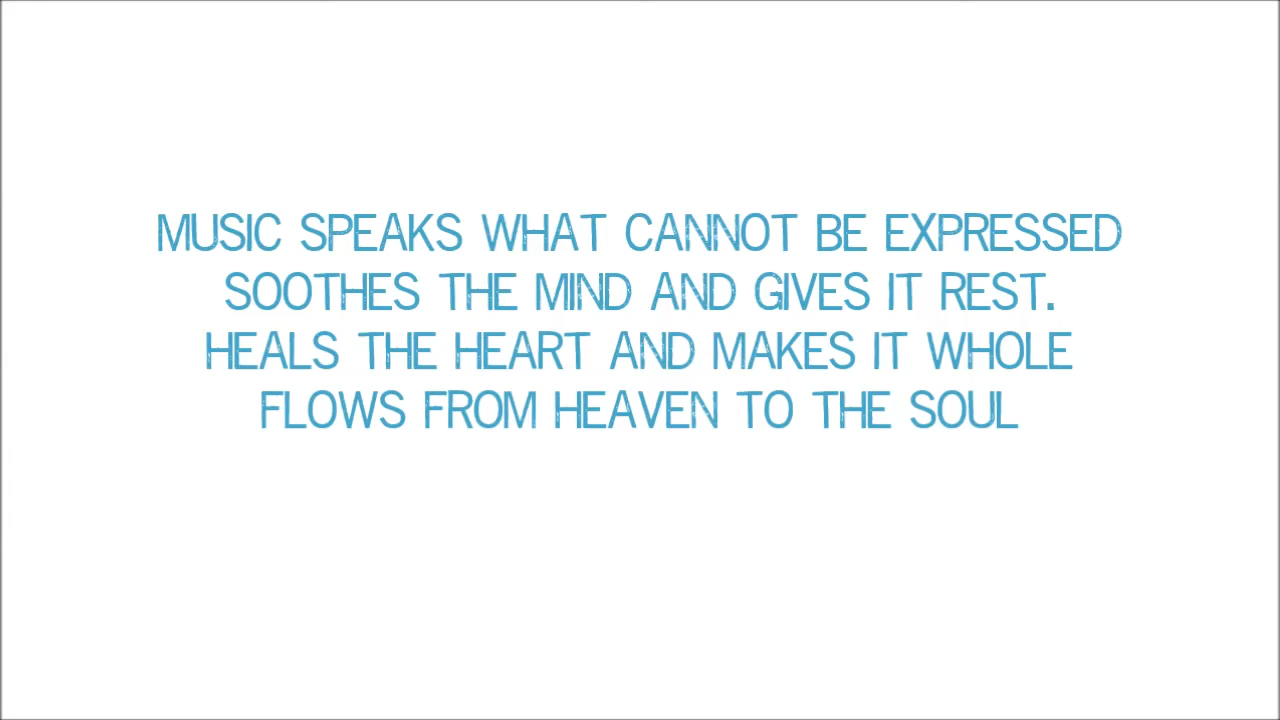 MUSIC SPEAKS WHAT CANNOT BE EXPRESSED
SOOTHES THE MIND AND GIVES IT REST.
HEALS THE HEART AND MAKES IT WHOLE
FLOWS FROM HEAVEN TO THE SOUL